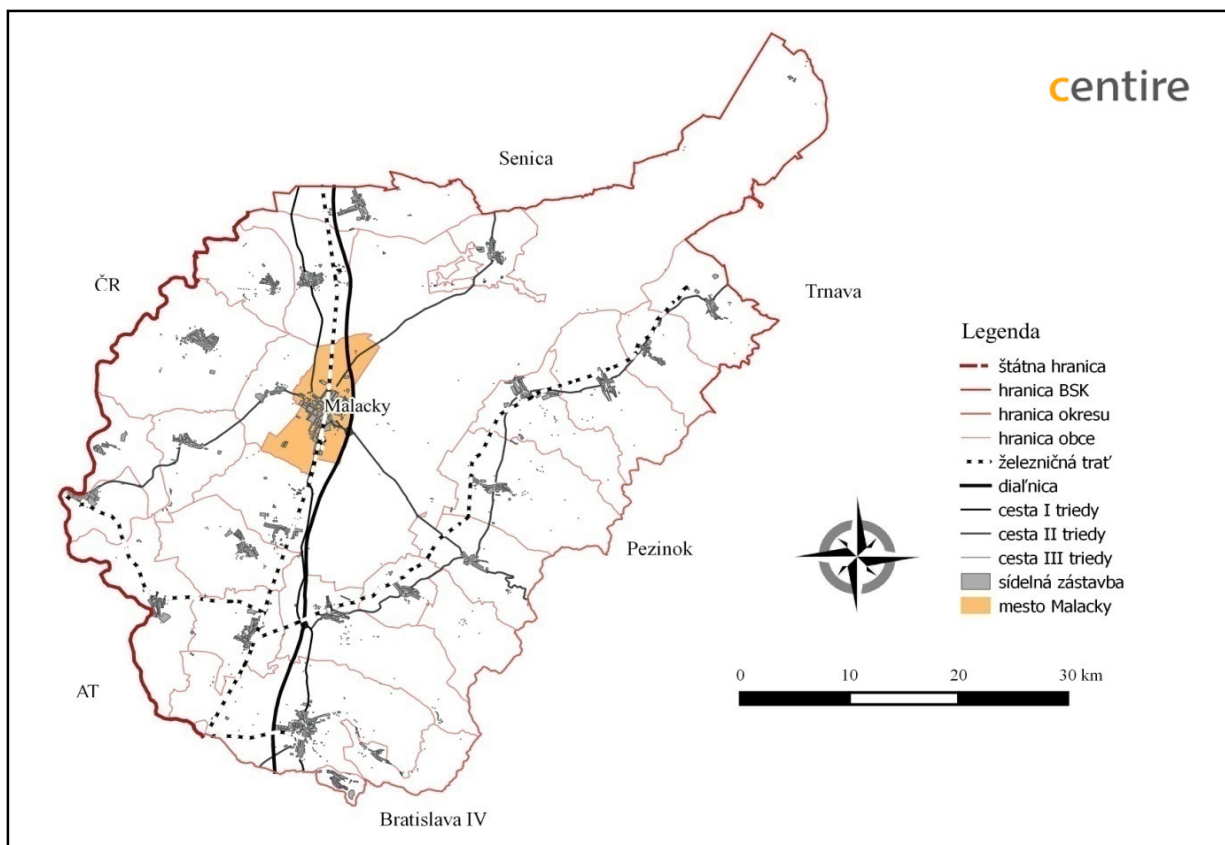 centire
Senica
ČR
Trnava
Legenda
štátna hranica
hranica BSK
hranica okresu
hranica obce
železničná trať
diaľnica
cesta I triedy
cesta II triedy
cesta III triedy
sídelná zástavba
mesto Malacky
Malacky
Pezinok
0 10 20 30 km
AT
Bratislava IV